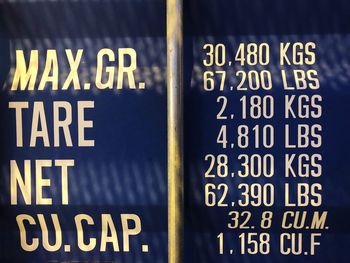 MAX.GR. 30,480 KGS
67,200 LBS
TARE 2,180 KGS
4,810 LBS
NET 28,300 KGS
62,390 LBS
CU.CAP. 32.8 CU.M.
1,158 CU.F